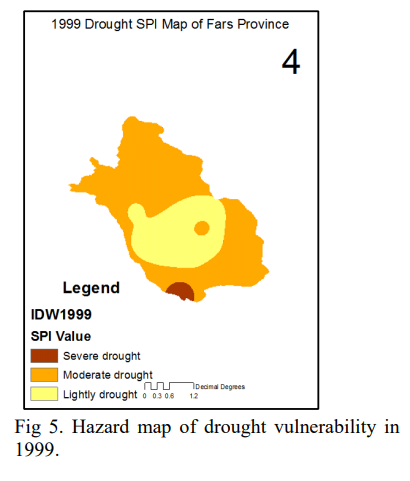 1999 Drought SPI Map of Fars Province
4
Legend
IDW1999
SPI Value
Severe drought
Moderate drought
Lightly drought
Decimal Degrees
0 0.3 0.6 1.2
Fig 5. Hazard map of drought vulnerability in
1999.